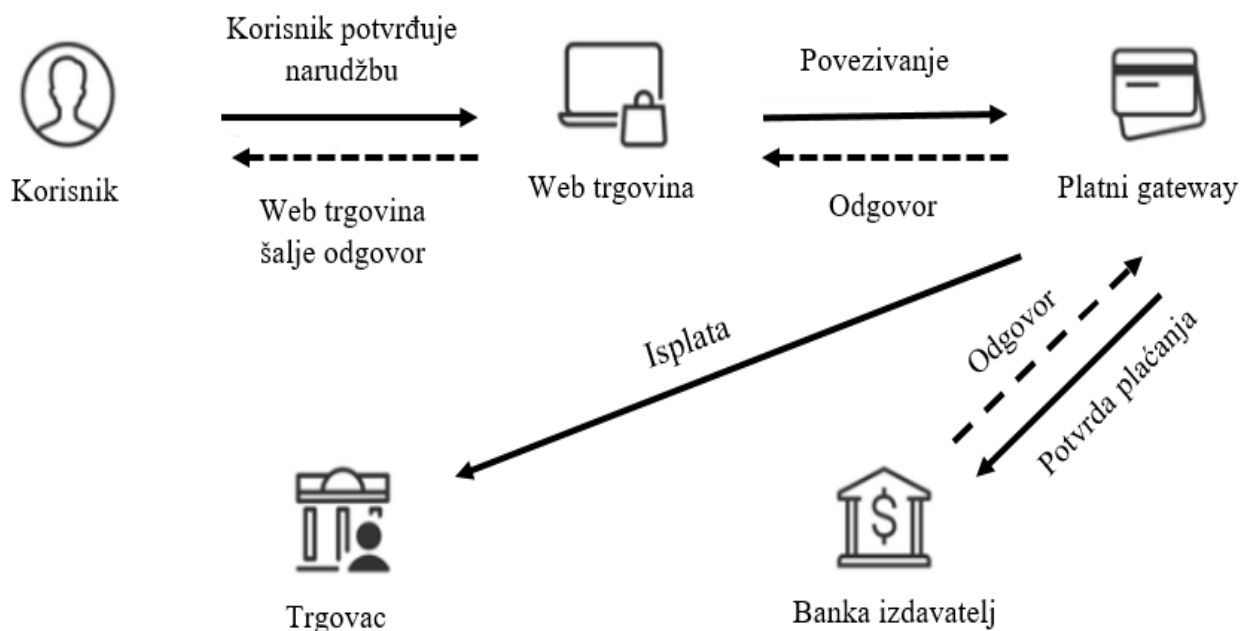 Korisnik potvrđuje
narudžbu
Povezivanje
Korisnik
Web trgovina
Platni gateway
Web trgovina
šalje odgovor
Odgovor
Isplata
Odgovor
Potvrda plaćanja
Trgovac
Banka izdavatelj